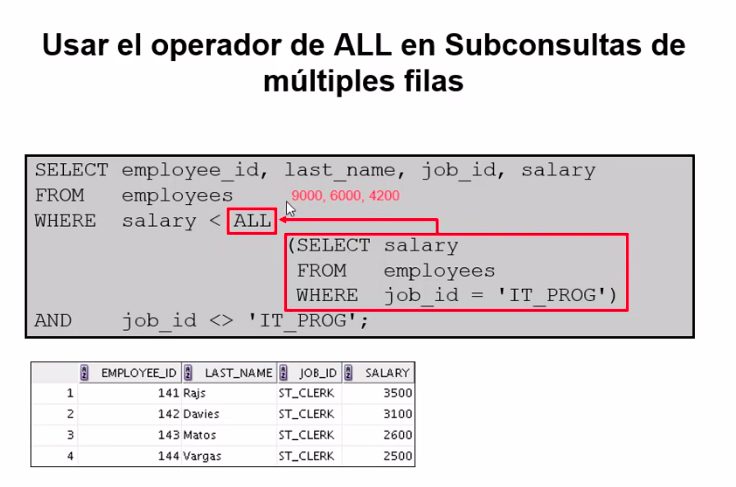 Usar el operador de ALL en Subconsultas de
múltiples filas
SELECT employee_id, last_name, job_id, salary
FROM employees 9000, 6000, 4200
WHERE salary < ALL
(SELECT salary
FROM employees
WHERE job_id = 'IT_PROG')
AND job_id <> 'IT_PROG';
EMPLOYEE_ID LAST_NAME JOB_ID SALARY
1 141 Rajs ST_CLERK 3500
2 142 Davies ST_CLERK 3100
3 143 Matos ST_CLERK 2600
4 144 Vargas ST_CLERK 2500